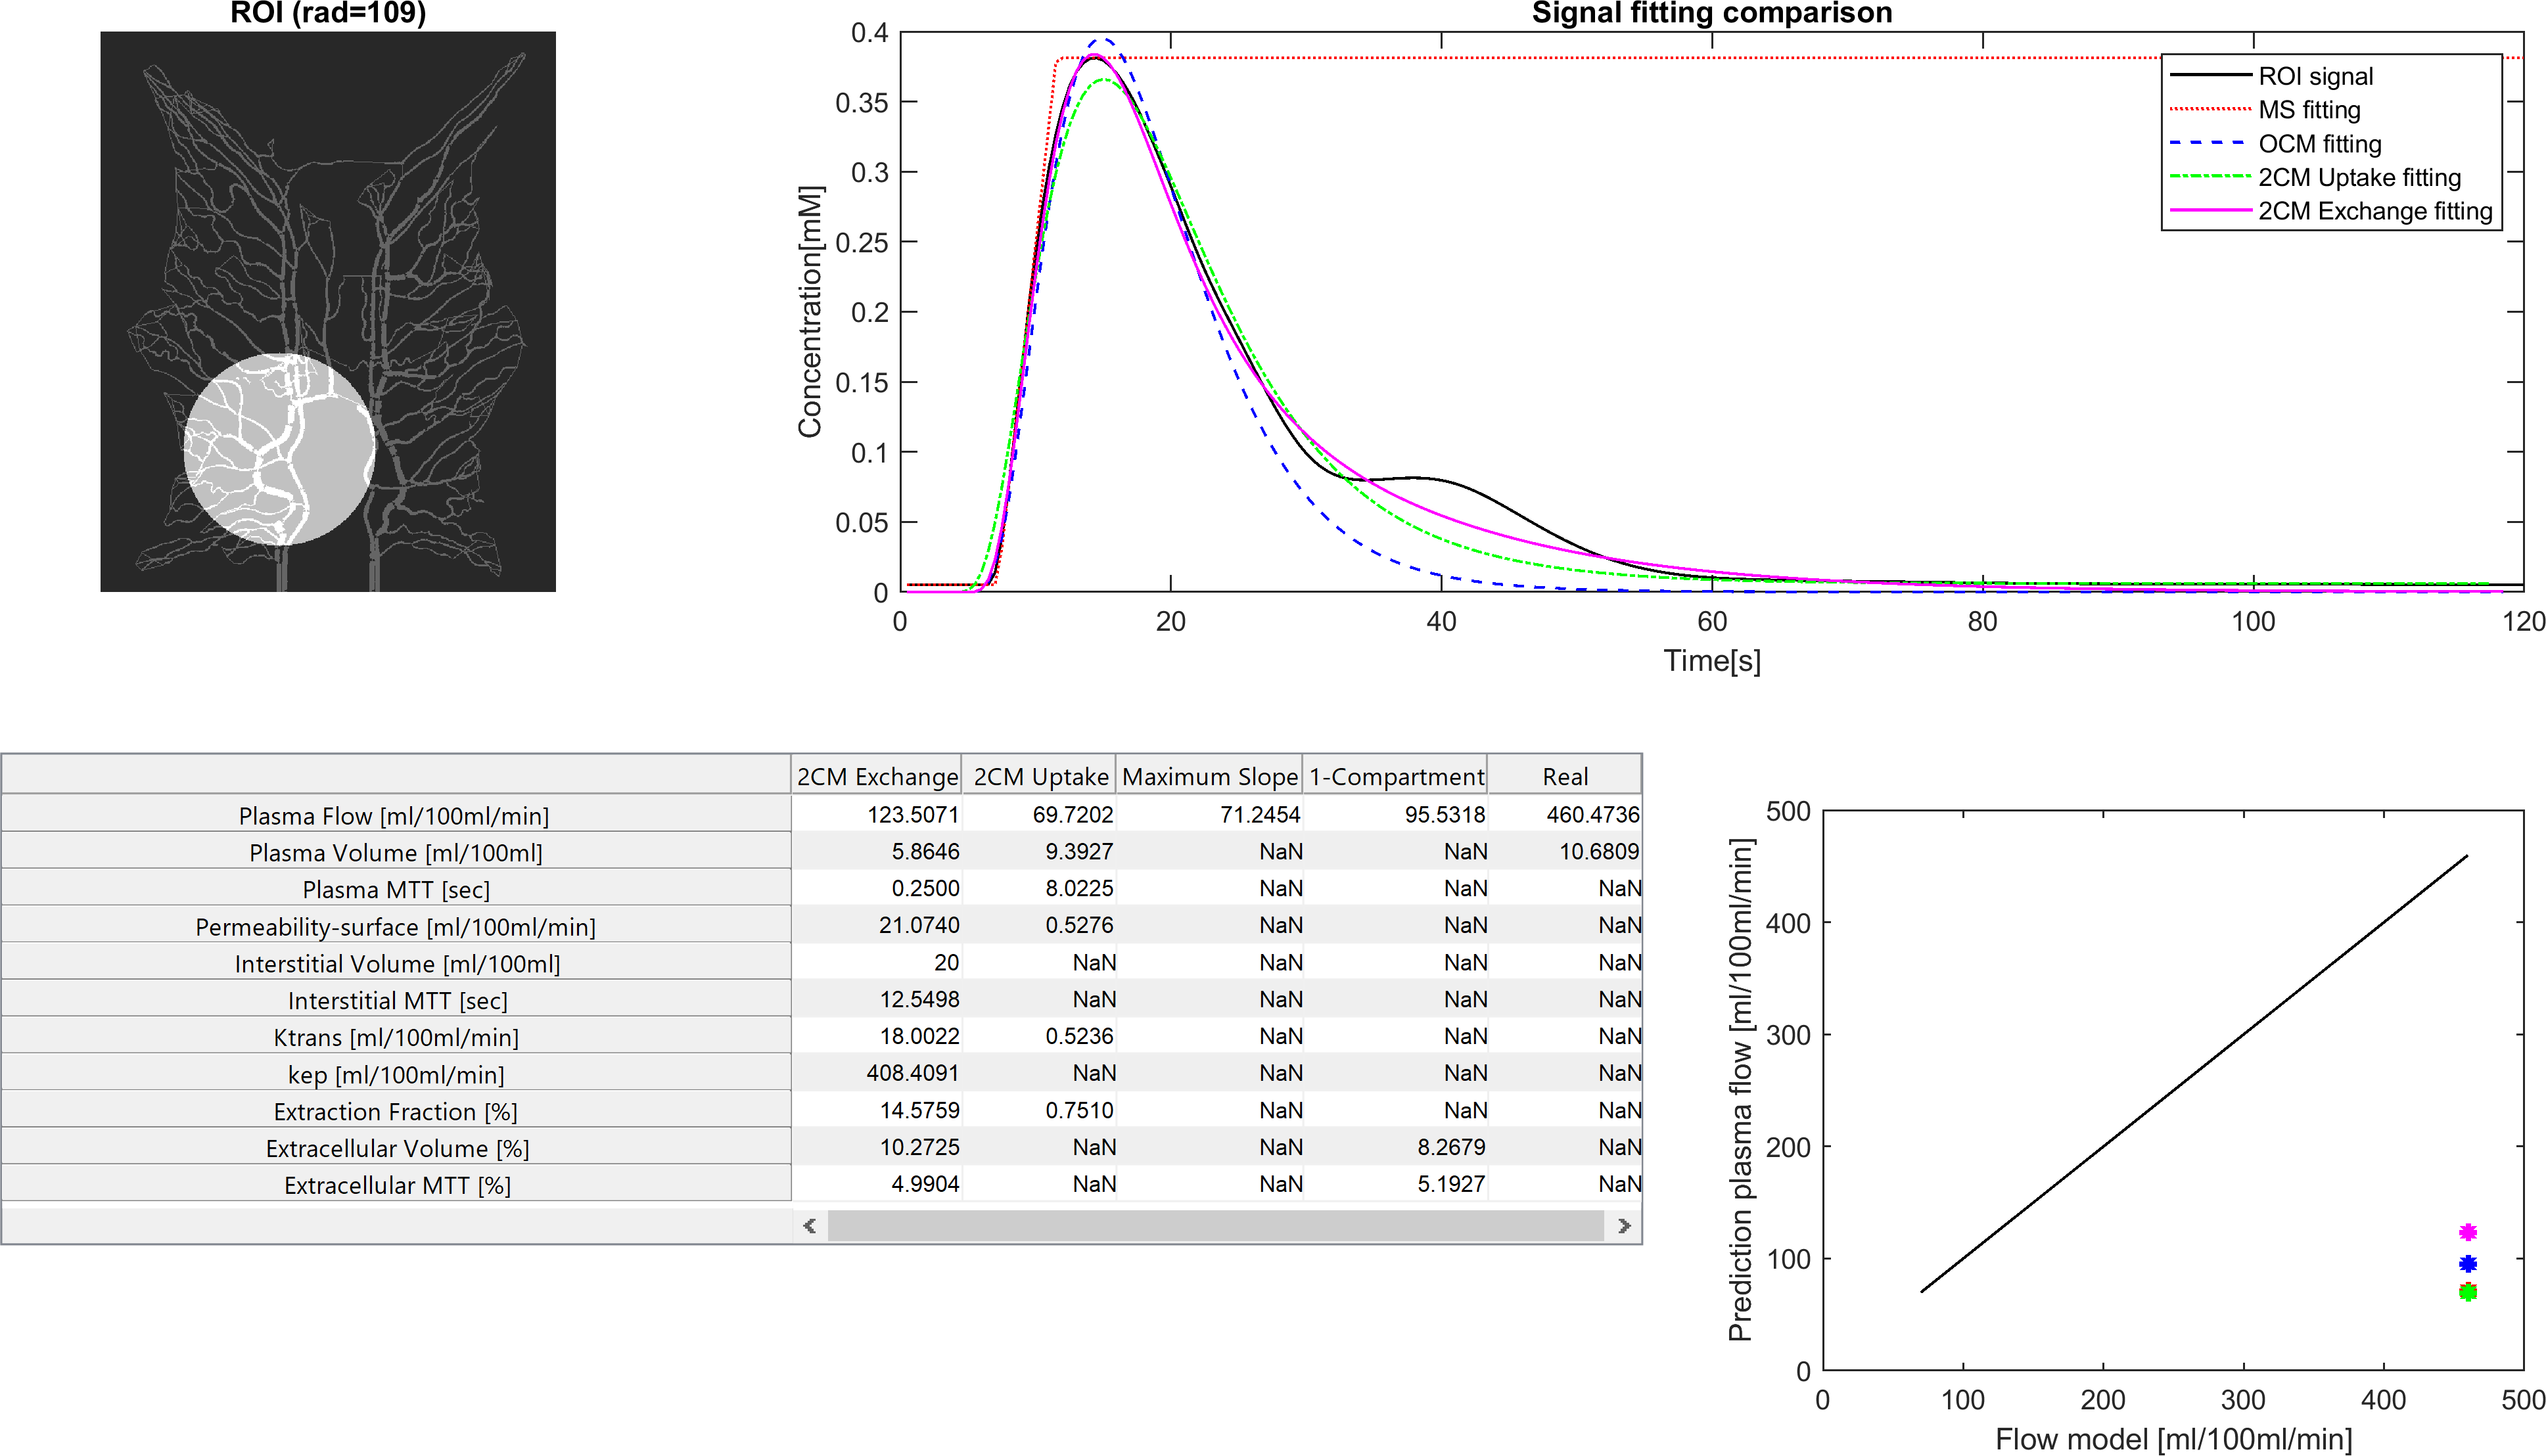 ROI (rad=109)
Signal fitting comparison
0.4
0.35
0.3
0.25
0.2
0.15
0.1
0.05
0
Concentration[mM]
0 20 40 60 80 100 120
Time[s]
ROI signal
MS fitting
OCM fitting
2CM Uptake fitting
2CM Exchange fitting
2CM Exchange 2CM Uptake Maximum Slope 1-Compartment Real
Plasma Flow [ml/100ml/min] 123.5071 69.7202 71.2454 95.5318 460.4736
Plasma Volume [ml/100ml] 5.8646 9.3927 NaN NaN 10.6809
Plasma MTT [sec] 0.2500 8.0225 NaN NaN NaN
Permeability-surface [ml/100ml/min] 21.0740 0.5276 NaN NaN NaN
Interstitial Volume [ml/100ml] 20 NaN NaN NaN NaN
Interstitial MTT [sec] 12.5498 NaN NaN NaN NaN
Ktrans [ml/100ml/min] 18.0022 0.5236 NaN NaN NaN
kep [ml/100ml/min] 408.4091 NaN NaN NaN NaN
Extraction Fraction [%] 14.5759 0.7510 NaN NaN NaN
Extracellular Volume [%] 10.2725 NaN NaN 8.2679 NaN
Extracellular MTT [%] 4.9904 NaN NaN 5.1927 NaN
500
400
300
200
100
0
Prediction plasma flow [ml/100ml/min]
0 100 200 300 400 500
Flow model [ml/100ml/min]